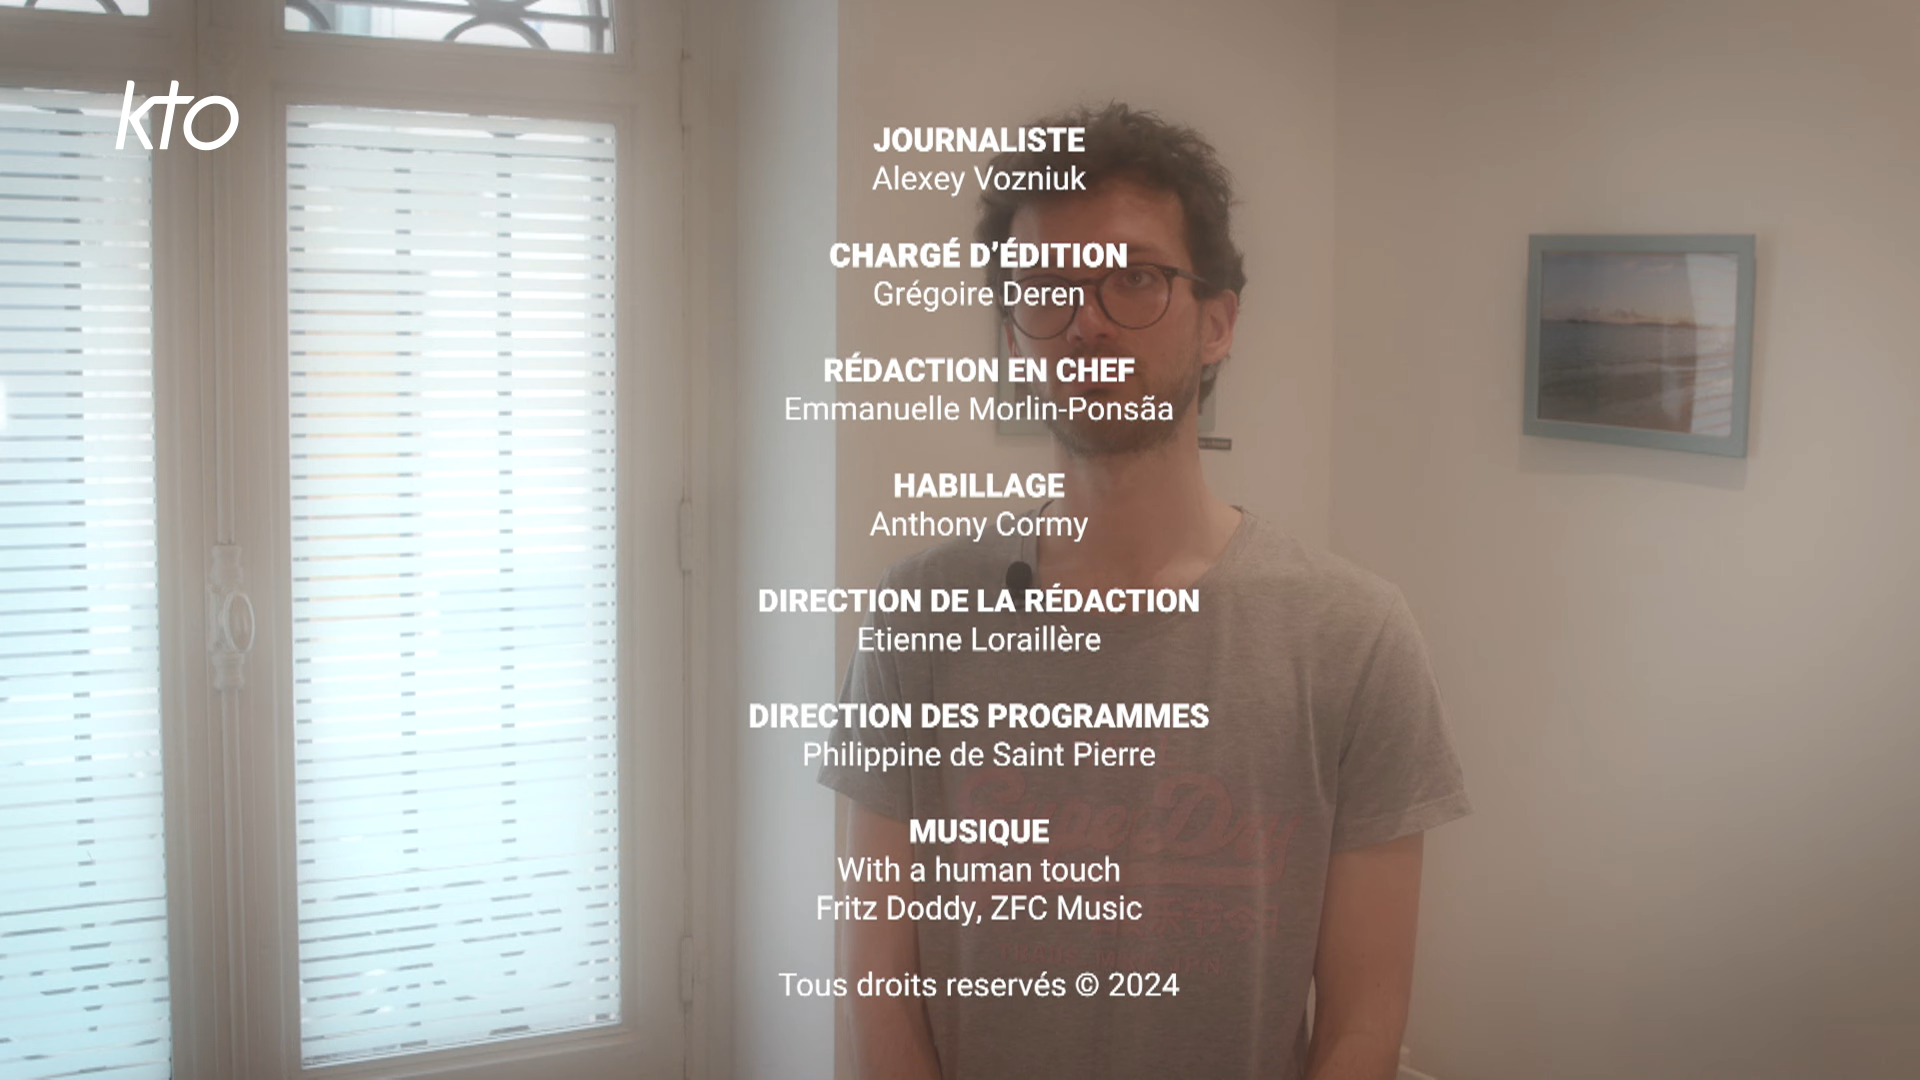 kto
JOURNALISTE
Alexey Vozniuk
CHARGÉ D’ÉDITION
Grégoire Deren
RÉDACTION EN CHEF
Emmanuelle Morlin-Ponsãa
HABILLAGE
Anthony Cormy
DIRECTION DE LA RÉDACTION
Etienne Loraillère
DIRECTION DES PROGRAMMES
Philippine de Saint Pierre
MUSIQUE
With a human touch
Fritz Doddy, ZFC Music
Tous droits reservés © 2024